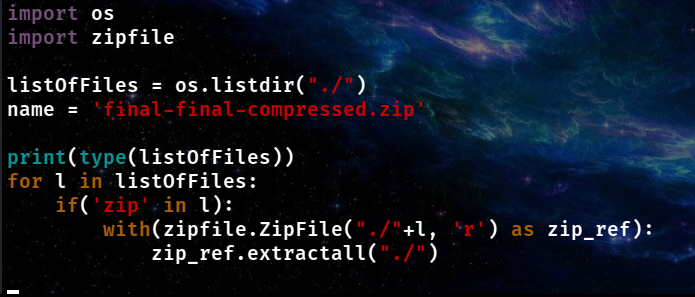 import os
import zipfile
listOfFiles = os.listdir("./")
name = 'final-final-compressed.zip'
print(type(listOfFiles))
for l in listOfFiles:
    if('zip' in l):
        with(zipfile.ZipFile("./"+l, 'r') as zip_ref):
            zip_ref.extractall("./")